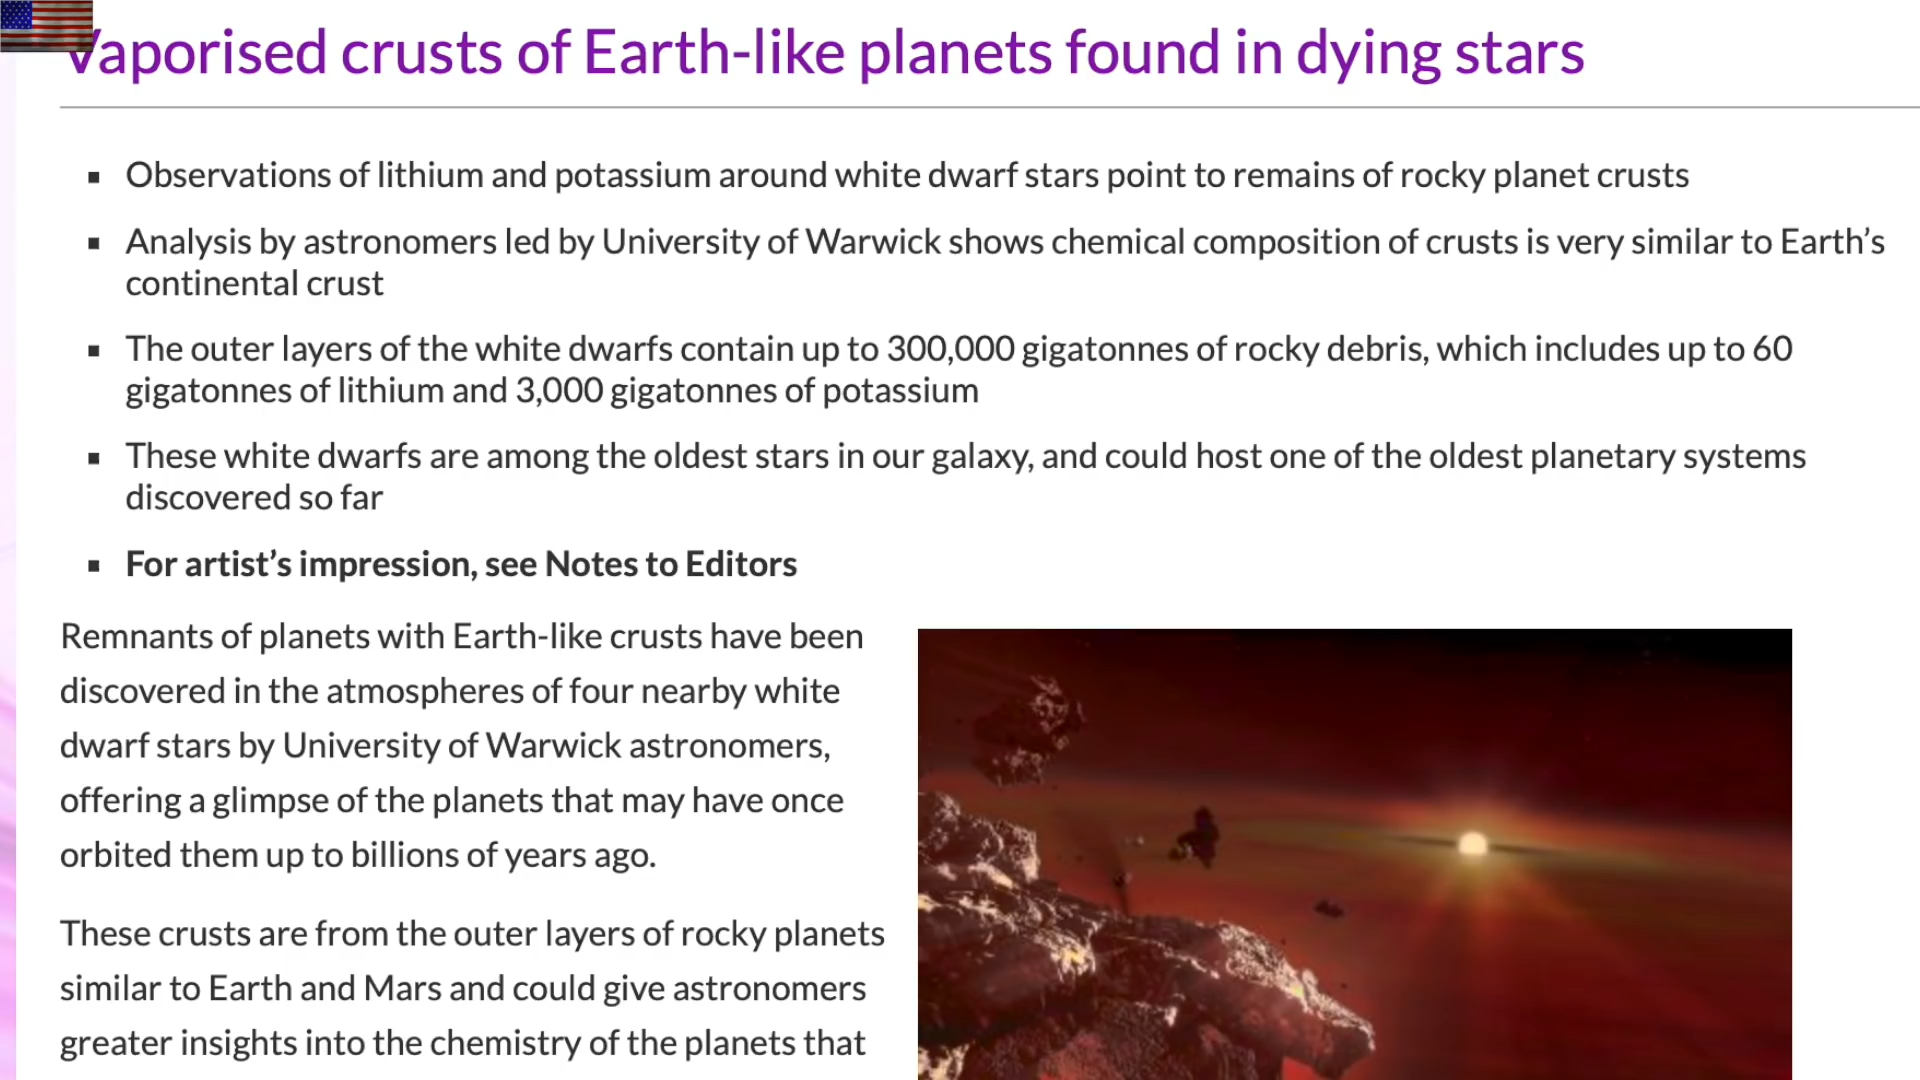 Vaporised crusts of Earth-like planets found in dying stars
▪ Observations of lithium and potassium around white dwarf stars point to remains of rocky planet crusts
▪ Analysis by astronomers led by University of Warwick shows chemical composition of crusts is very similar to Earth’s
continental crust
▪ The outer layers of the white dwarfs contain up to 300,000 gigatonnes of rocky debris, which includes up to 60
gigatonnes of lithium and 3,000 gigatonnes of potassium
▪ These white dwarfs are among the oldest stars in our galaxy, and could host one of the oldest planetary systems
discovered so far
▪ For artist’s impression, see Notes to Editors
Remnants of planets with Earth-like crusts have been
discovered in the atmospheres of four nearby white
dwarf stars by University of Warwick astronomers,
offering a glimpse of the planets that may have once
orbited them up to billions of years ago.
These crusts are from the outer layers of rocky planets
similar to Earth and Mars and could give astronomers
greater insights into the chemistry of the planets that